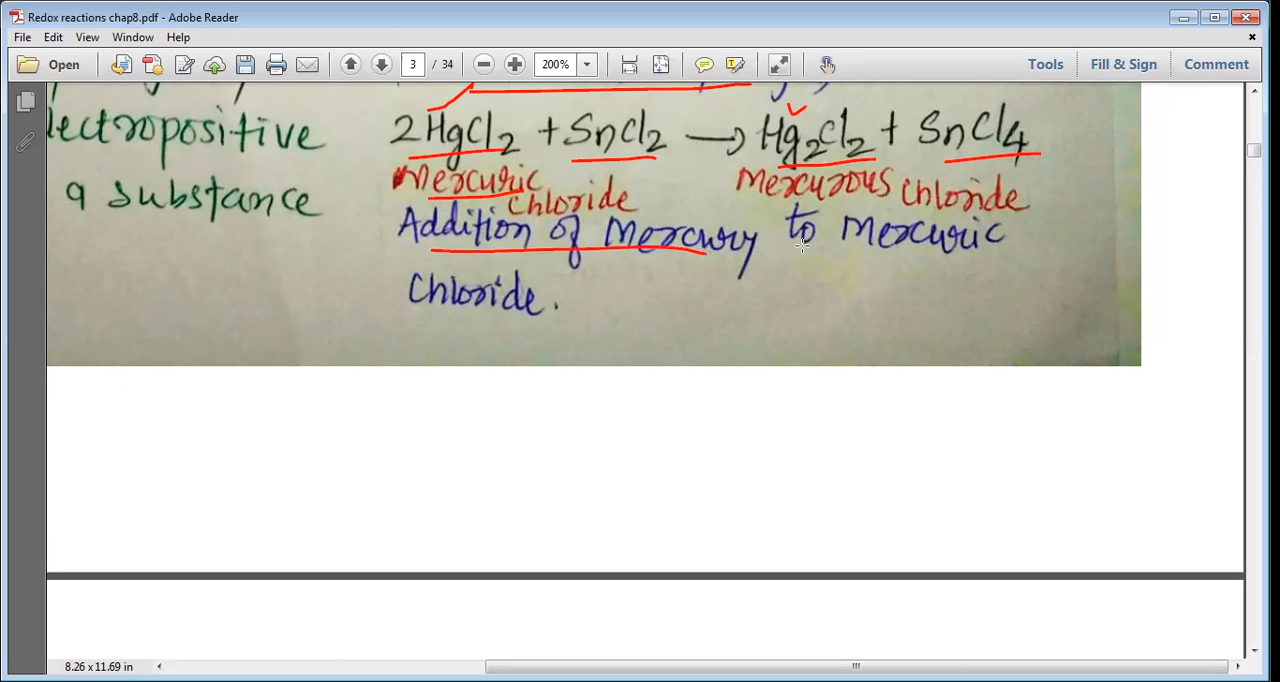 Redox reactions chap8.pdf - Adobe Reader
File Edit View Window Help
Open 3 / 34 200% Tools Fill & Sign Comment
lectropositive 2HgCl2 + SnCl2 → Hg2Cl2 + SnCl4
Mercuric Chloride Mercurous Chloride
a substance
Addition of Mercury to Mercuric
Chloride.
8.26 x 11.69 in